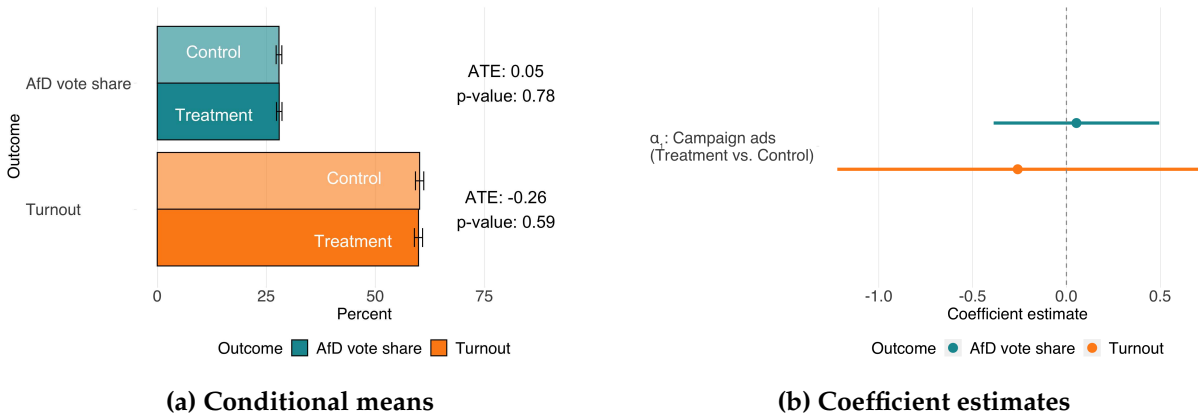 Outcome
AfD vote share
Turnout
Control
Treatment
Control
Treatment
ATE: 0.05
p-value: 0.78
ATE: -0.26
p-value: 0.59
0 25 50 75
Percent
Outcome AfD vote share Turnout
(a) Conditional means
α₁: Campaign ads
(Treatment vs. Control)
-1.0 -0.5 0.0 0.5
Coefficient estimate
Outcome AfD vote share Turnout
(b) Coefficient estimates